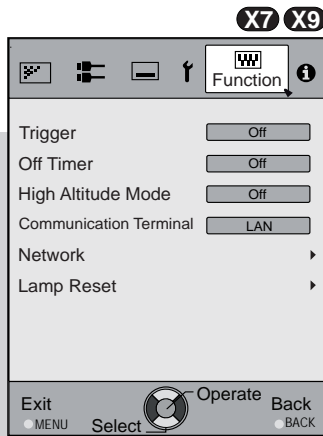 X7 X9
Function
Trigger Off
Off Timer Off
High Altitude Mode Off
Communication Terminal LAN
Network
Lamp Reset
Exit Operate Back
MENU Select BACK